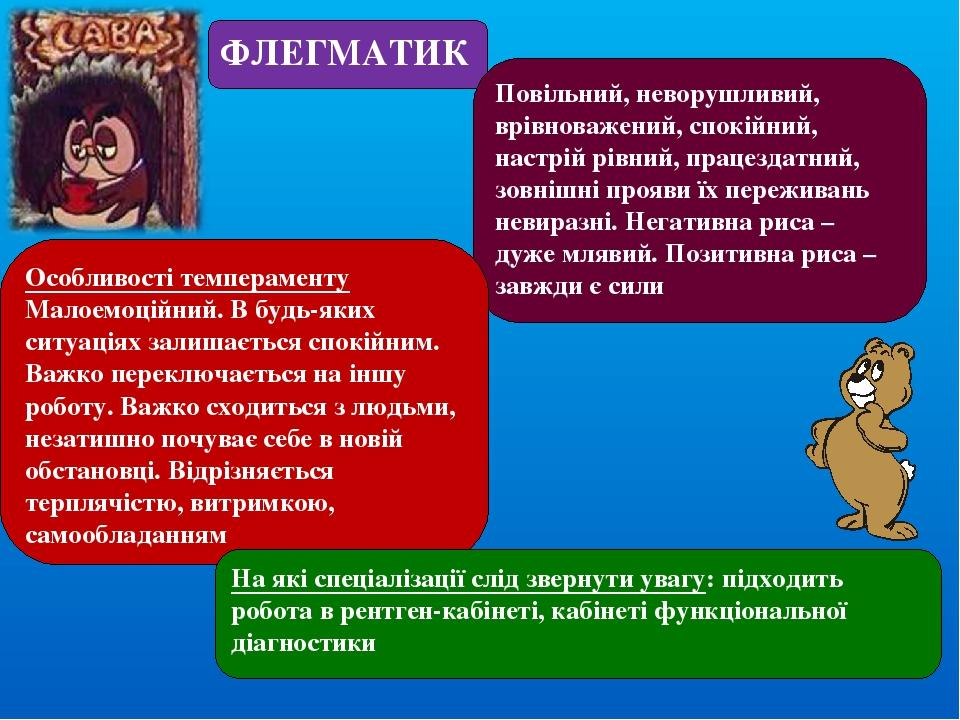 САВА
ФЛЕГМАТИК
Повільний, неворушливий,
врівноважений, спокійний,
настрій рівний, працездатний,
зовнішні прояви їх переживань
невиразні. Негативна риса –
дуже млявий. Позитивна риса –
завжди є сили
Особливості темпераменту
Малоемоційний. В будь-яких
ситуаціях залишається спокійним.
Важко переключається на іншу
роботу. Важко сходиться з людьми,
незатишно почуває себе в новій
обстановці. Відрізняється
терплячістю, витримкою,
самообладанням
На які спеціалізації слід звернути увагу: підходить
робота в рентген-кабінеті, кабінеті функціональної
діагностики